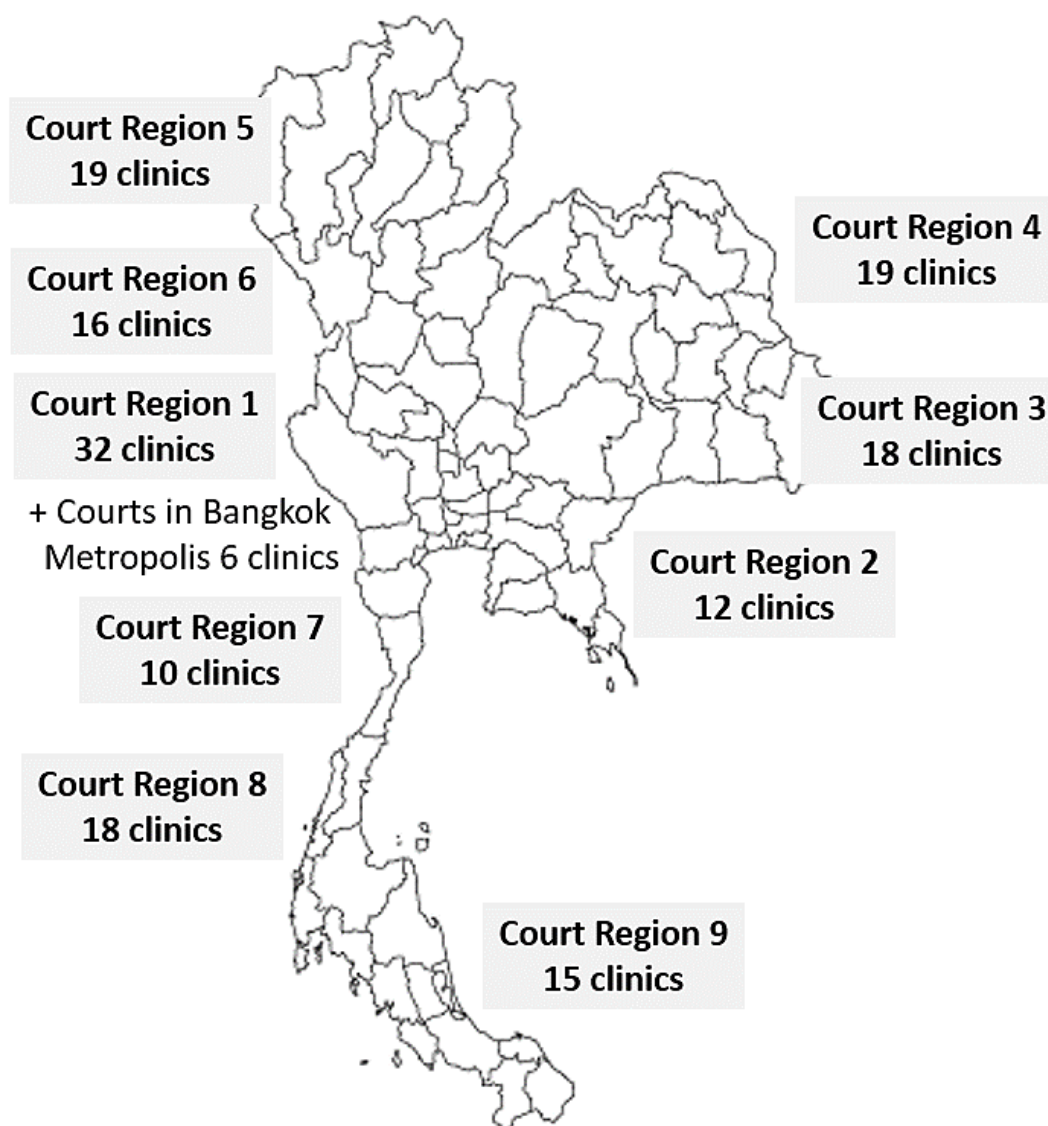 Court Region 5
19 clinics
Court Region 4
19 clinics
Court Region 6
16 clinics
Court Region 1
32 clinics
Court Region 3
18 clinics
+ Courts in Bangkok
Metropolis 6 clinics
Court Region 2
12 clinics
Court Region 7
10 clinics
Court Region 8
18 clinics
Court Region 9
15 clinics